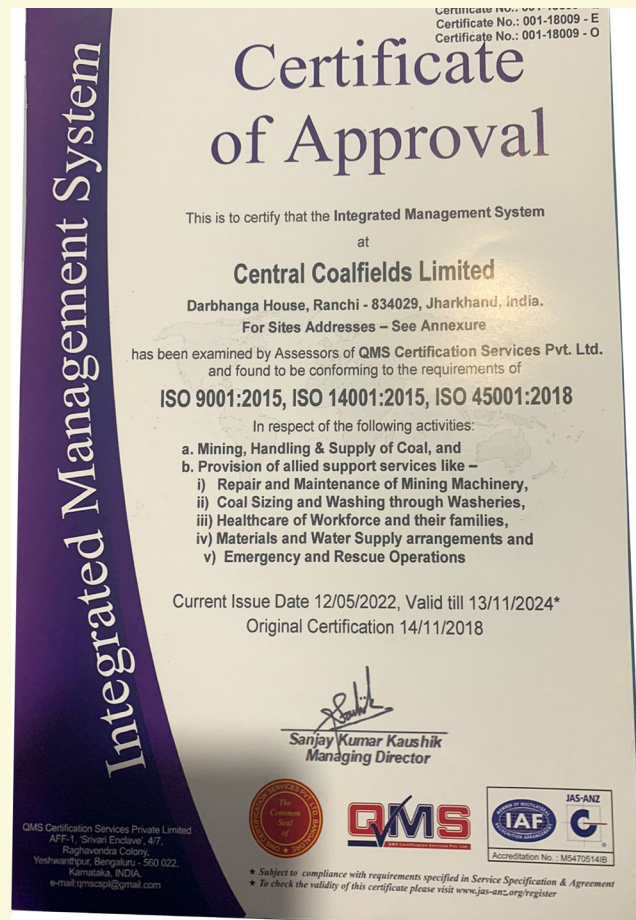 Certificate No.: 001-18009 - E
Certificate No.: 001-18009 - O
Integrated Management System
Certificate
of Approval
This is to certify that the Integrated Management System
at
Central Coalfields Limited
Darbhanga House, Ranchi - 834029, Jharkhand, India.
For Sites Addresses – See Annexure
has been examined by Assessors of QMS Certification Services Pvt. Ltd.
and found to be conforming to the requirements of
ISO 9001:2015, ISO 14001:2015, ISO 45001:2018
In respect of the following activities:
a. Mining, Handling & Supply of Coal, and
b. Provision of allied support services like –
i) Repair and Maintenance of Mining Machinery,
ii) Coal Sizing and Washing through Washeries,
iii) Healthcare of Workforce and their families,
iv) Materials and Water Supply arrangements and
v) Emergency and Rescue Operations
Current Issue Date 12/05/2022, Valid till 13/11/2024*
Original Certification 14/11/2018
Sanjay Kumar Kaushik
Managing Director
QMS Certification Services Private Limited
AFF-1, 'Srivari Enclave', 4/7,
Raghavendra Colony,
Yeshwanthpur, Bengaluru - 560 022,
Karnataka, INDIA.
e-mail:qmscspl@gmail.com
The
Common
Seal
of
QMS
QMS Certification Services Pvt. Ltd.
IAF
JAS-ANZ
Accreditation No. : M5470514IB
★ Subject to compliance with requirements specified in Service Specification & Agreement
★ To check the validity of this certificate please visit www.jas-anz.org/register